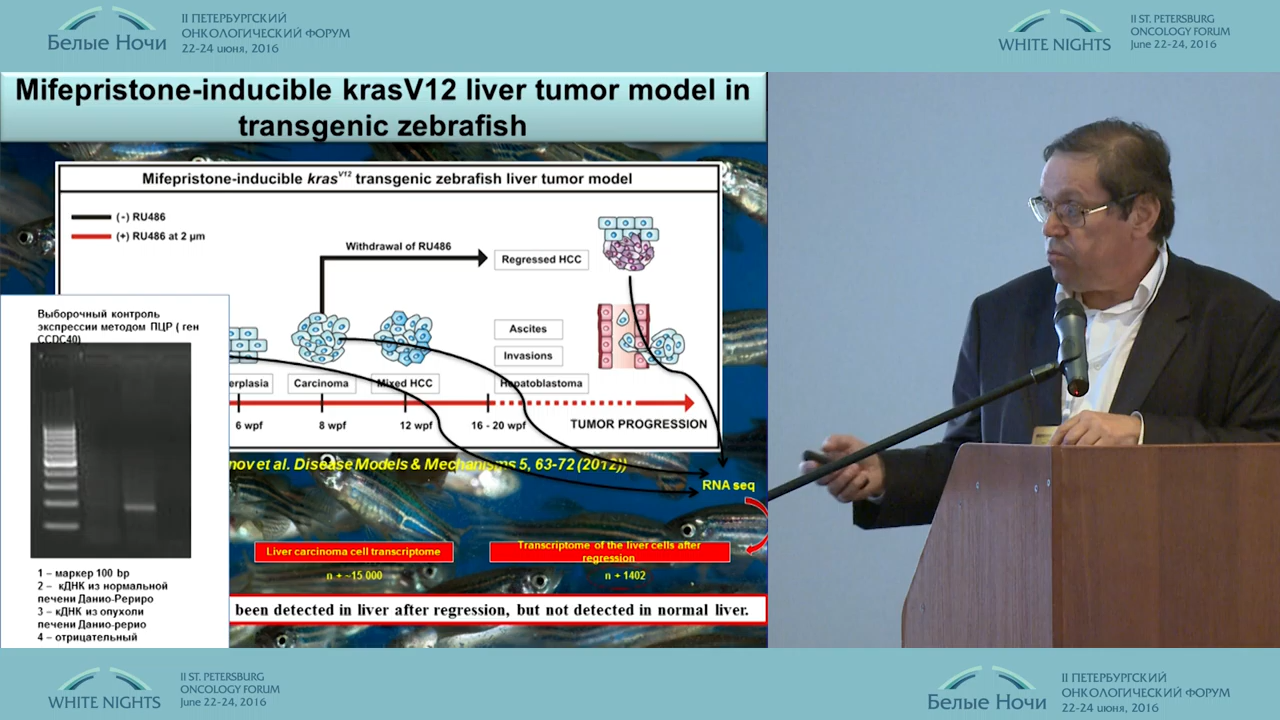 Белые Ночи
II ПЕТЕРБУРГСКИЙ
ОНКОЛОГИЧЕСКИЙ ФОРУМ
22-24 июня, 2016
WHITE NIGHTS
II ST. PETERSBURG
ONCOLOGY FORUM
June 22-24, 2016
Mifepristone-inducible krasV12 liver tumor model in
transgenic zebrafish
Mifepristone-inducible kras V12 transgenic zebrafish liver tumor model
(-) RU486
(+) RU486 at 2 µm
Withdrawal of RU486
Regressed HCC
Ascites
Invasions
Hepatoblastoma
erplasia
Carcinoma
Mixed HCC
6 wpf
8 wpf
12 wpf
16 - 20 wpf
TUMOR PROGRESSION
nov et al. Disease Models & Mechanisms 5, 63-72 (2012))
RNA seq
Liver carcinoma cell transcriptome
Transcriptome of the liver cells after
regression
n + ~15 000
n + 1402
been detected in liver after regression, but not detected in normal liver.
Выборочный контроль
экспрессии методом ПЦР ( ген
CCDC40)
1 – маркер 100 bp
2 – кДНК из нормальной
печени Данио-Рериро
3 – кДНК из опухоли
печени Данио-рерио
4 – отрицательный
WHITE NIGHTS
II ST. PETERSBURG
ONCOLOGY FORUM
June 22-24, 2016
Белые Ночи
II ПЕТЕРБУРГСКИЙ
ОНКОЛОГИЧЕСКИЙ ФОРУМ
22-24 июня, 2016